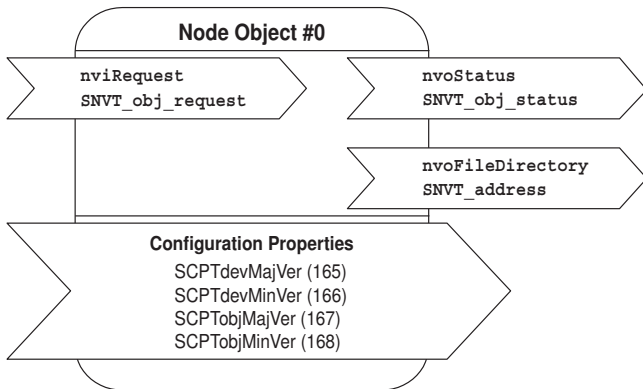 Node Object #0
nviRequest
SNVT_obj_request
nvoStatus
SNVT_obj_status
nvoFileDirectory
SNVT_address
Configuration Properties
SCPTdevMajVer (165)
SCPTdevMinVer (166)
SCPTobjMajVer (167)
SCPTobjMinVer (168)